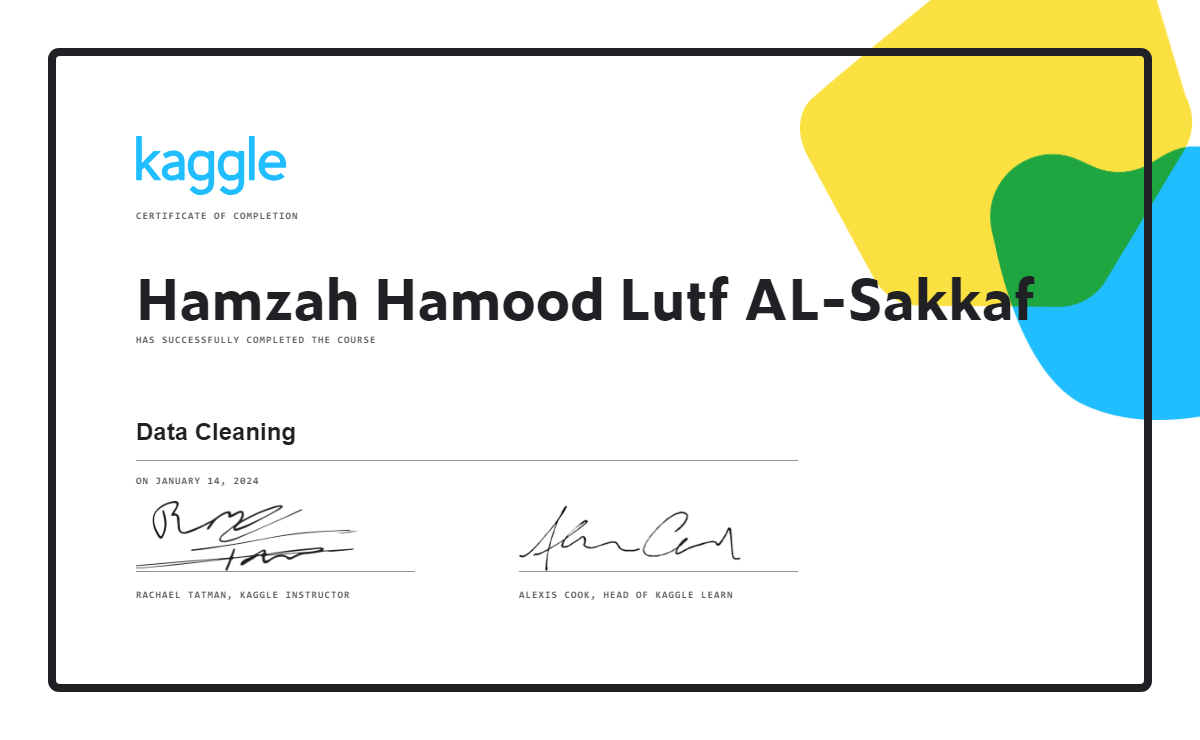 kaggle
CERTIFICATE OF COMPLETION
Hamzah Hamood Lutf AL-Sakkaf
HAS SUCCESSFULLY COMPLETED THE COURSE
Data Cleaning
ON JANUARY 14, 2024
RACHAEL TATMAN, KAGGLE INSTRUCTOR
ALEXIS COOK, HEAD OF KAGGLE LEARN